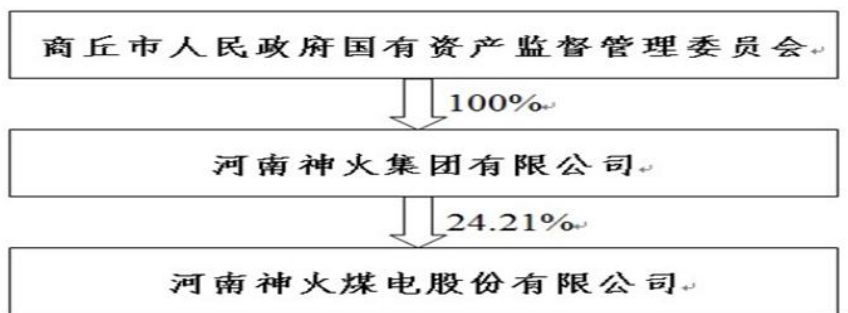 商丘市人民政府国有资产监督管理委员会
100%
河南神火集团有限公司
24.21%
河南神火煤电股份有限公司